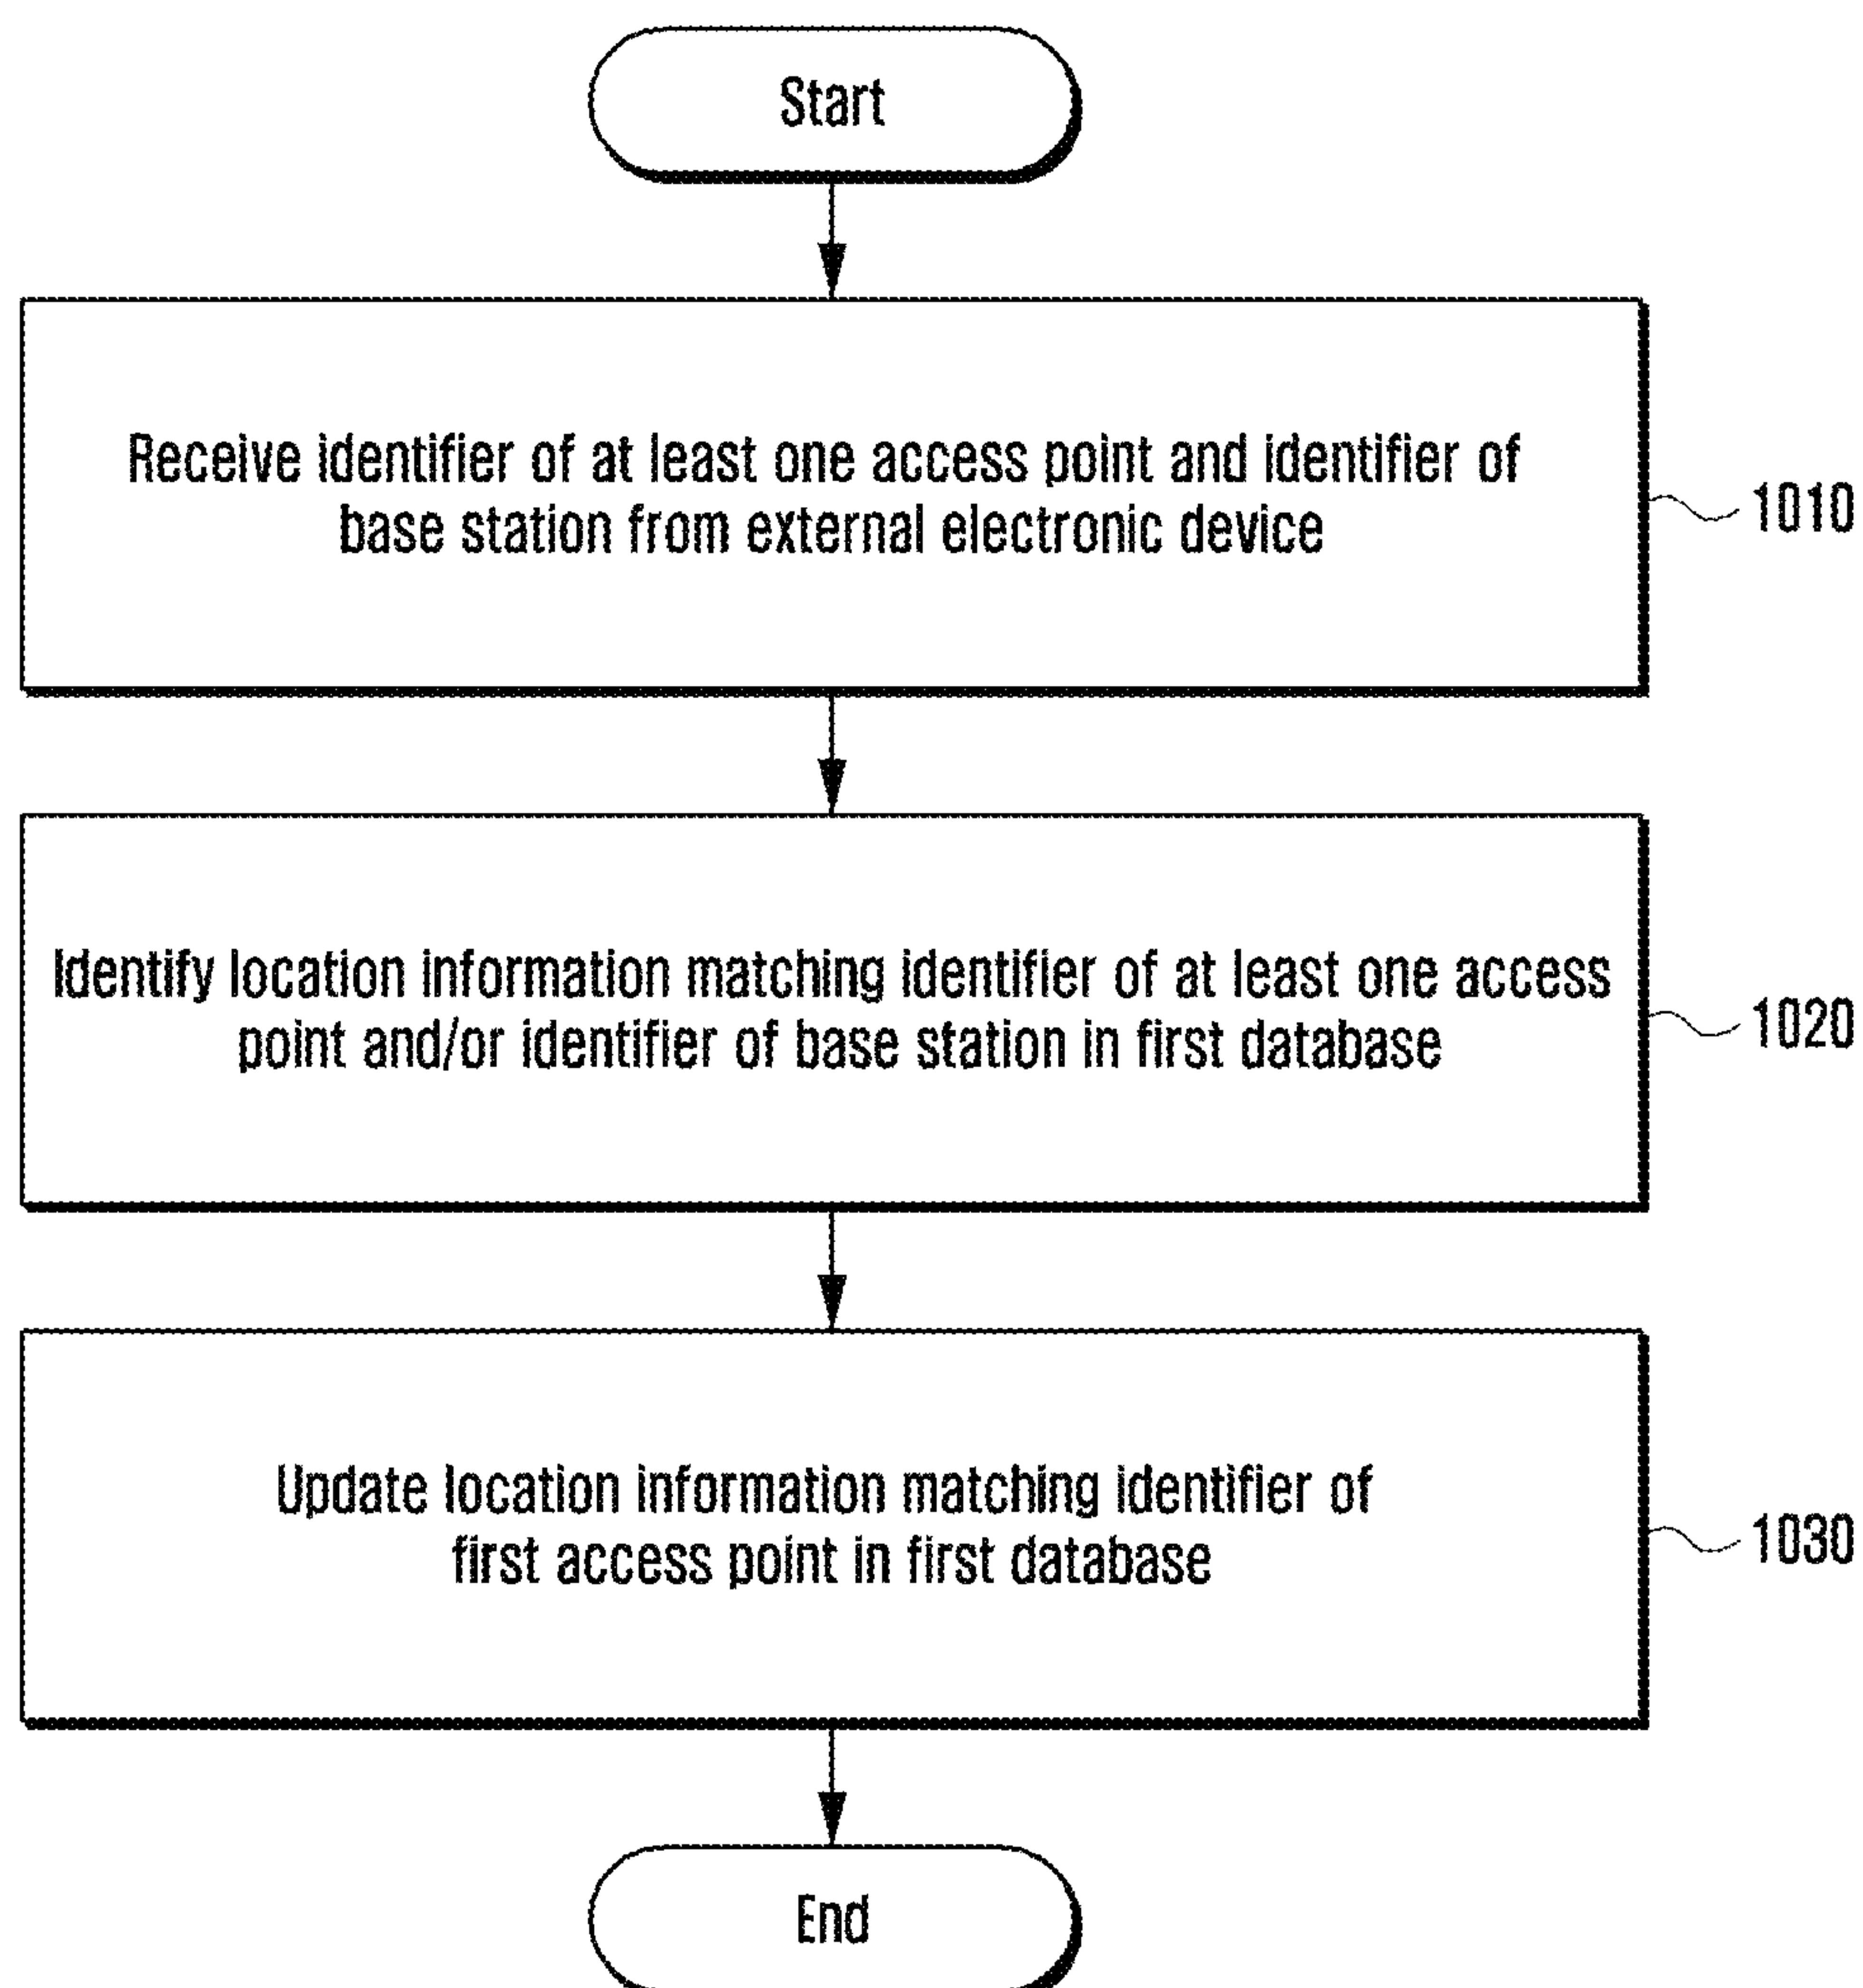 Start
Receive identifier of at least one access point and identifier of
base station from external electronic device
1010
Identify location information matching identifier of at least one access
point and/or identifier of base station in first database
1020
Update location information matching identifier of
first access point in first database
1030
End